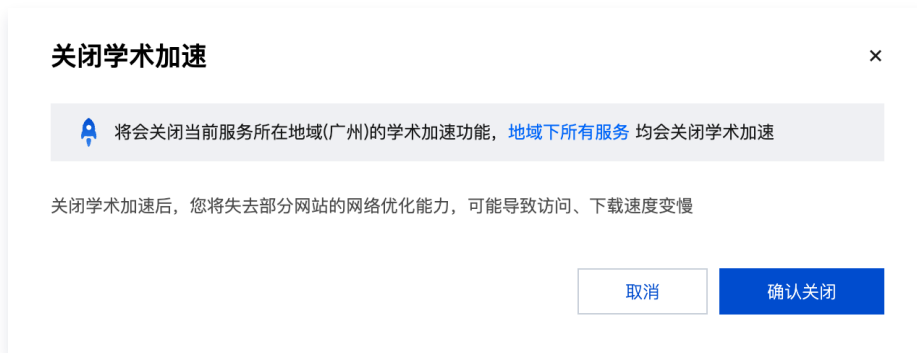 关闭学术加速
将会关闭当前服务所在地域(广州)的学术加速功能，地域下所有服务 均会关闭学术加速
关闭学术加速后，您将失去部分网站的网络优化能力，可能导致访问、下载速度变慢
取消
确认关闭